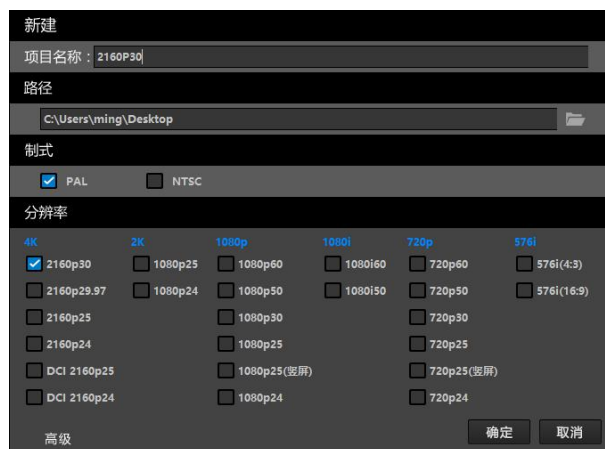 新建
项目名称：2160P30
路径
C:\Users\ming\Desktop
制式
PAL NTSC
分辨率
4K 2K 1080p 1080i 720p 576i
2160p30 1080p25 1080p60 1080i60 720p60 576i(4:3)
2160p29.97 1080p24 1080p50 1080i50 720p50 576i(16:9)
2160p25 1080p30 720p30
2160p24 1080p25 720p25
DCI 2160p25 1080p25(竖屏) 720p25(竖屏)
DCI 2160p24 1080p24 720p24
高级 确定 取消